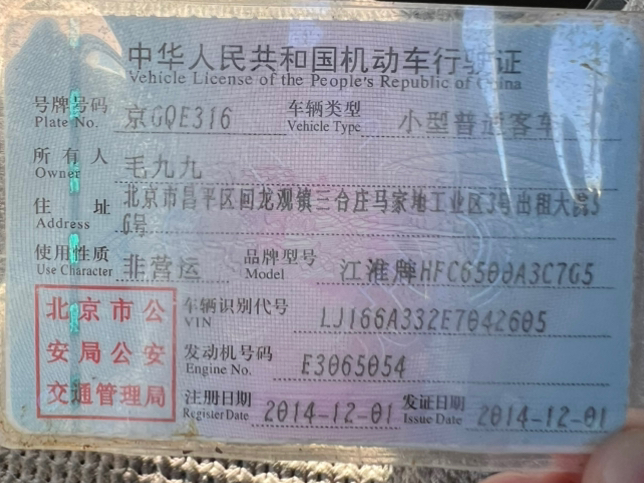 中华人民共和国机动车行驶证
Vehicle License of the People's Republic of China
号牌号码 京GQE316 车辆类型 小型普通客车
Plate No. Vehicle Type
所有人 毛九九
Owner
住址 北京市昌平区回龙观镇三合庄马家地工业区3号出租大院5
Address 6号
使用性质 非营运 品牌型号 江淮牌HFC6500A3C7G5
Use Character Model
北京市公
安局公安
交通管理局
车辆识别代号 LJ166A332E7042605
VIN
发动机号码 E3065054
Engine No.
注册日期 2014-12-01 发证日期 2014-12-01
Register Date Issue Date